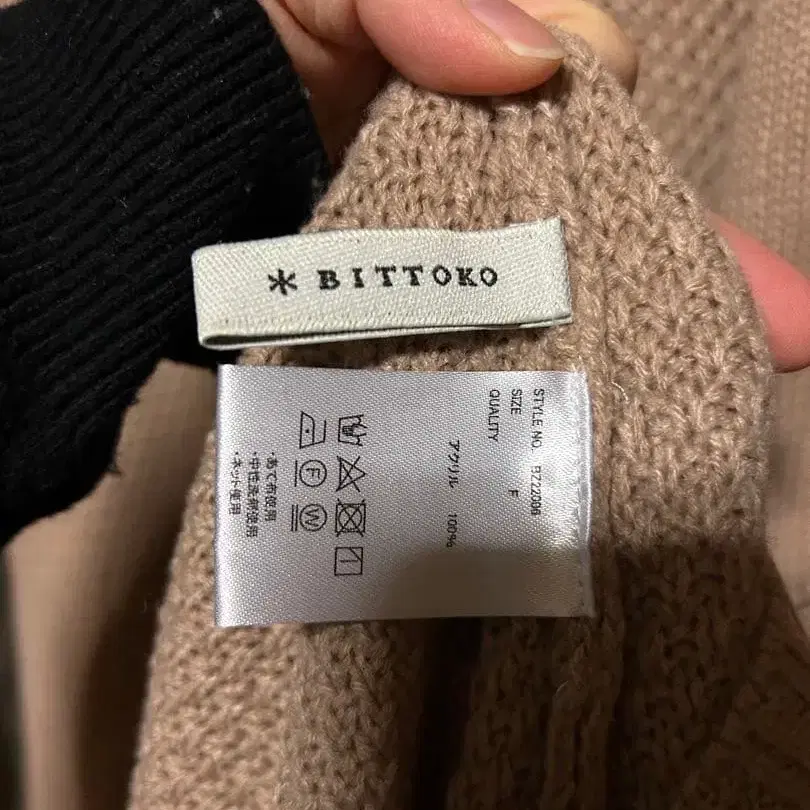 * BITTOKO
STYLE NO. BZ22006
SIZE F
QUALITY
アクリル 100%
F
W
・あて布使用
・中性洗剤使用
・ネット使用